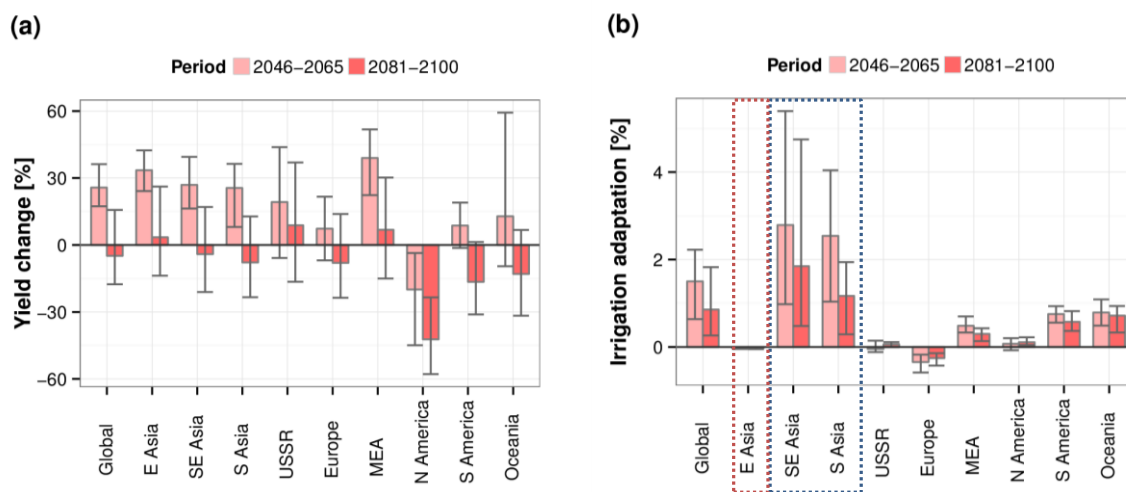 (a)
Period 2046−2065 2081−2100
Yield change [%]
60
30
0
−30
−60
Global
E Asia
SE Asia
S Asia
USSR
Europe
MEA
N America
S America
Oceania
(b)
Period 2046−2065 2081−2100
Irrigation adaptation [%]
4
2
0
Global
E Asia
SE Asia
S Asia
USSR
Europe
MEA
N America
S America
Oceania